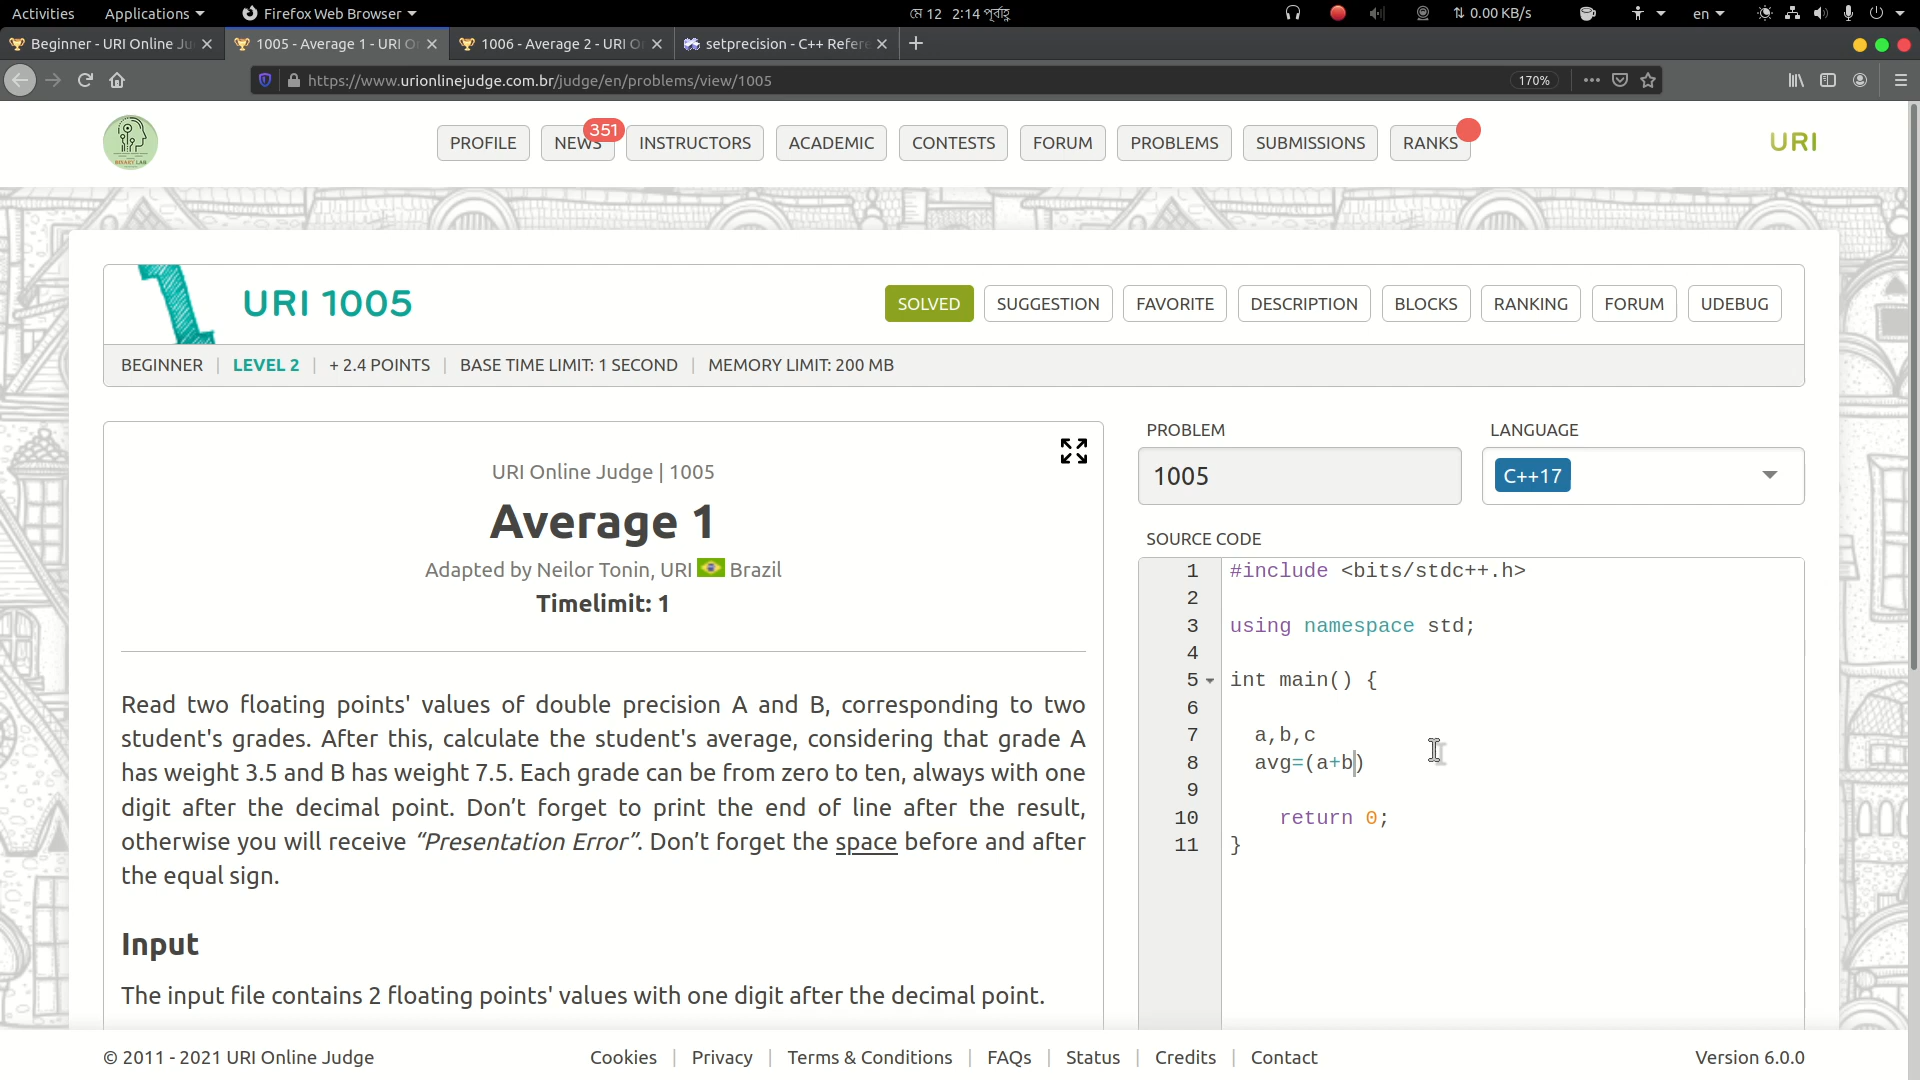 Activities Applications Firefox Web Browser মে 12 2:14 পূর্বাহ্ণ 0.00 KB/s en
Beginner - URI Online Ju 1005 - Average 1 - URI O 1006 - Average 2 - URI O setprecision - C++ Refere
https://www.urionlinejudge.com.br/judge/en/problems/view/1005 170%
PROFILE NEWS 351 INSTRUCTORS ACADEMIC CONTESTS FORUM PROBLEMS SUBMISSIONS RANKS URI
URI 1005 SOLVED SUGGESTION FAVORITE DESCRIPTION BLOCKS RANKING FORUM UDEBUG
BEGINNER LEVEL 2 + 2.4 POINTS BASE TIME LIMIT: 1 SECOND MEMORY LIMIT: 200 MB
URI Online Judge | 1005
Average 1
Adapted by Neilor Tonin, URI Brazil
Timelimit: 1
Read two floating points' values of double precision A and B, corresponding to two
student's grades. After this, calculate the student's average, considering that grade A
has weight 3.5 and B has weight 7.5. Each grade can be from zero to ten, always with one
digit after the decimal point. Don’t forget to print the end of line after the result,
otherwise you will receive “Presentation Error”. Don’t forget the space before and after
the equal sign.
Input
The input file contains 2 floating points' values with one digit after the decimal point.
PROBLEM LANGUAGE
1005 C++17
SOURCE CODE
1 #include <bits/stdc++.h>
2
3 using namespace std;
4
5 int main() {
6
7 a,b,c
8 avg=(a+b)
9
10 return 0;
11 }
© 2011 - 2021 URI Online Judge Cookies Privacy Terms & Conditions FAQs Status Credits Contact Version 6.0.0